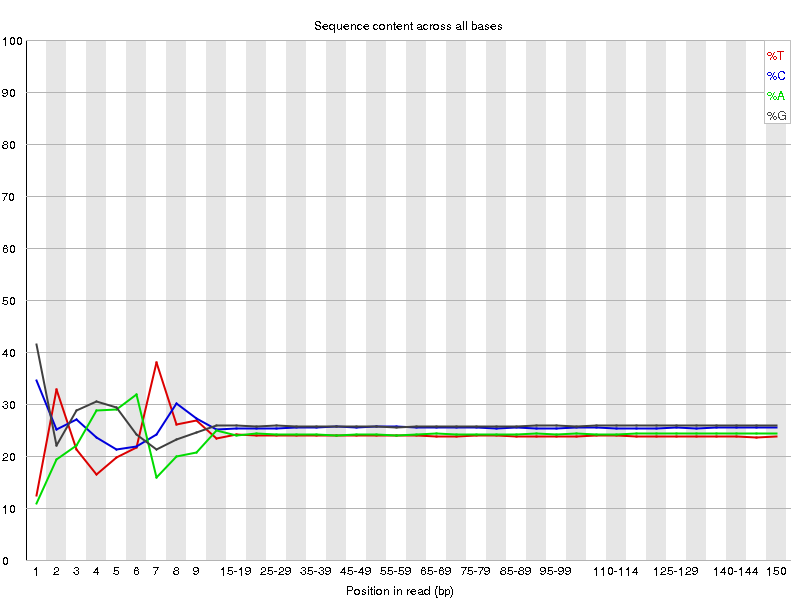 Sequence content across all bases
100
90
80
70
60
50
40
30
20
10
0
%T
%C
%A
%G
1 2 3 4 5 6 7 8 9 15-19 25-29 35-39 45-49 55-59 65-69 75-79 85-89 95-99 110-114 125-129 140-144 150
Position in read (bp)